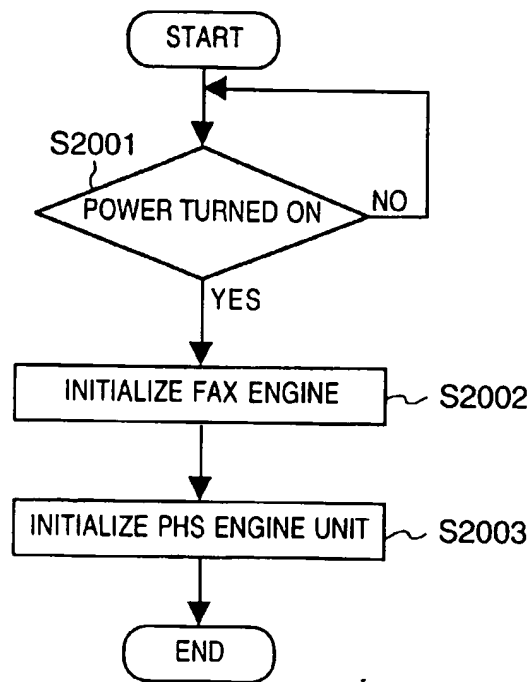 START
S2001
POWER TURNED ON
NO
YES
INITIALIZE FAX ENGINE
S2002
INITIALIZE PHS ENGINE UNIT
S2003
END